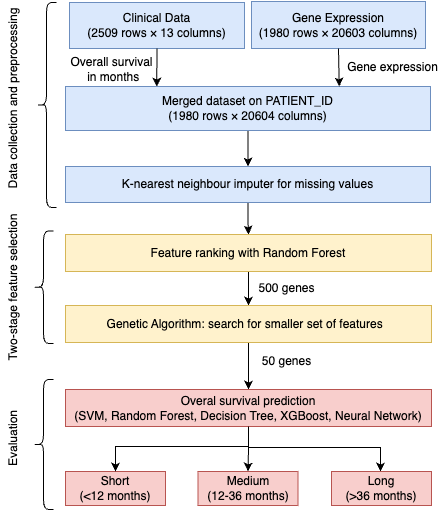 Data collection and preprocessing
Clinical Data
(2509 rows × 13 columns)
Gene Expression
(1980 rows × 20603 columns)
Overall survival
in months
Gene expression
Merged dataset on PATIENT_ID
(1980 rows × 20604 columns)
K-nearest neighbour imputer for missing values
Two-stage feature selection
Feature ranking with Random Forest
500 genes
Genetic Algorithm: search for smaller set of features
50 genes
Evaluation
Overal survival prediction
(SVM, Random Forest, Decision Tree, XGBoost, Neural Network)
Short
(<12 months)
Medium
(12-36 months)
Long
(>36 months)